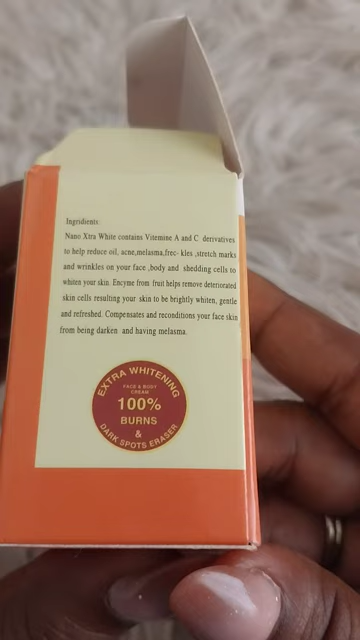 Ingridients:
Nano Xtra White contains Vitemine A and C derivatives
to help reduce oil, acne,melasma,frec- kles ,stretch marks
and wrinkles on your face ,body and shedding cells to
whiten your skin. Encyme from fruit helps remove deteriorated
skin cells resulting your skin to be brightly whiten, gentle
and refreshed. Compensates and reconditions your face skin
from being darken and having melasma.
EXTRA WHITENING
FACE & BODY
CREAM
100%
BURNS
&
DARK SPOTS ERASER